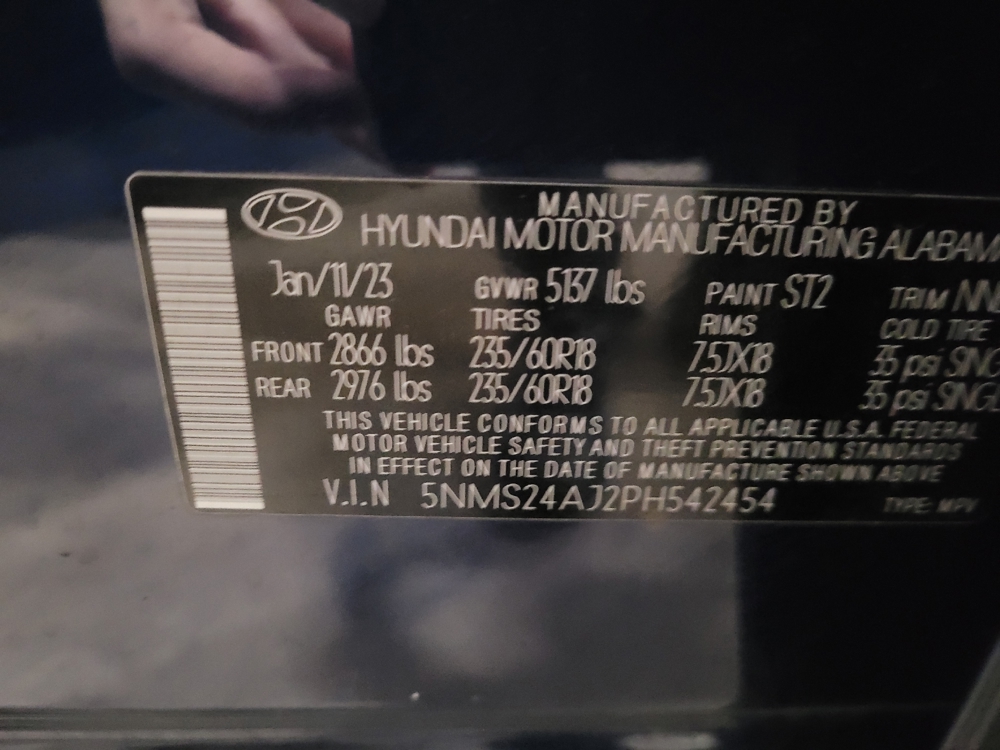 MANUFACTURED BY
HYUNDAI MOTOR MANUFACTURING ALABAM
Jan/11/23 GVWR 5137 lbs PAINT ST2 TRIM NN
GAWR TIRES RIMS COLD TIRE
FRONT 2866 lbs 235/60R18 7.5JX18 35 psi SING
REAR 2976 lbs 235/60R18 7.5JX18 35 psi SINGL
THIS VEHICLE CONFORMS TO ALL APPLICABLE U.S.A. FEDERAL
MOTOR VEHICLE SAFETY AND THEFT PREVENTION STANDARDS
IN EFFECT ON THE DATE OF MANUFACTURE SHOWN ABOVE
V.I.N 5NMS24AJ2PH542454 TYPE: MPV